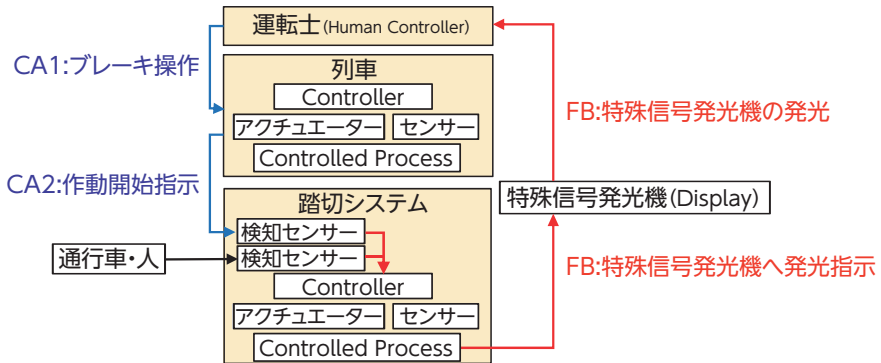 運転士(Human Controller)
CA1:ブレーキ操作
列車
Controller
アクチュエーター
センサー
Controlled Process
FB:特殊信号発光機の発光
CA2:作動開始指示
特殊信号発光機(Display)
踏切システム
検知センサー
検知センサー
通行車・人
Controller
FB:特殊信号発光機へ発光指示
アクチュエーター
センサー
Controlled Process